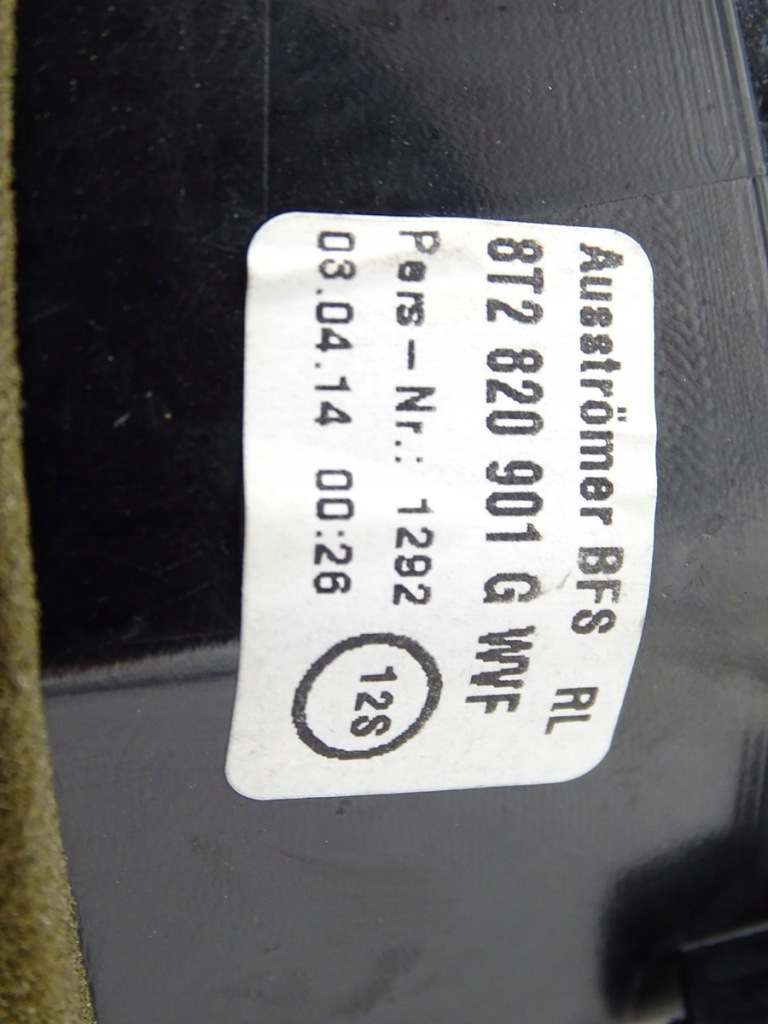 Ausströmer BFS RL
8T2 820 901 G WVF
Pers-Nr.: 1292
03.04.14 00:26
12S